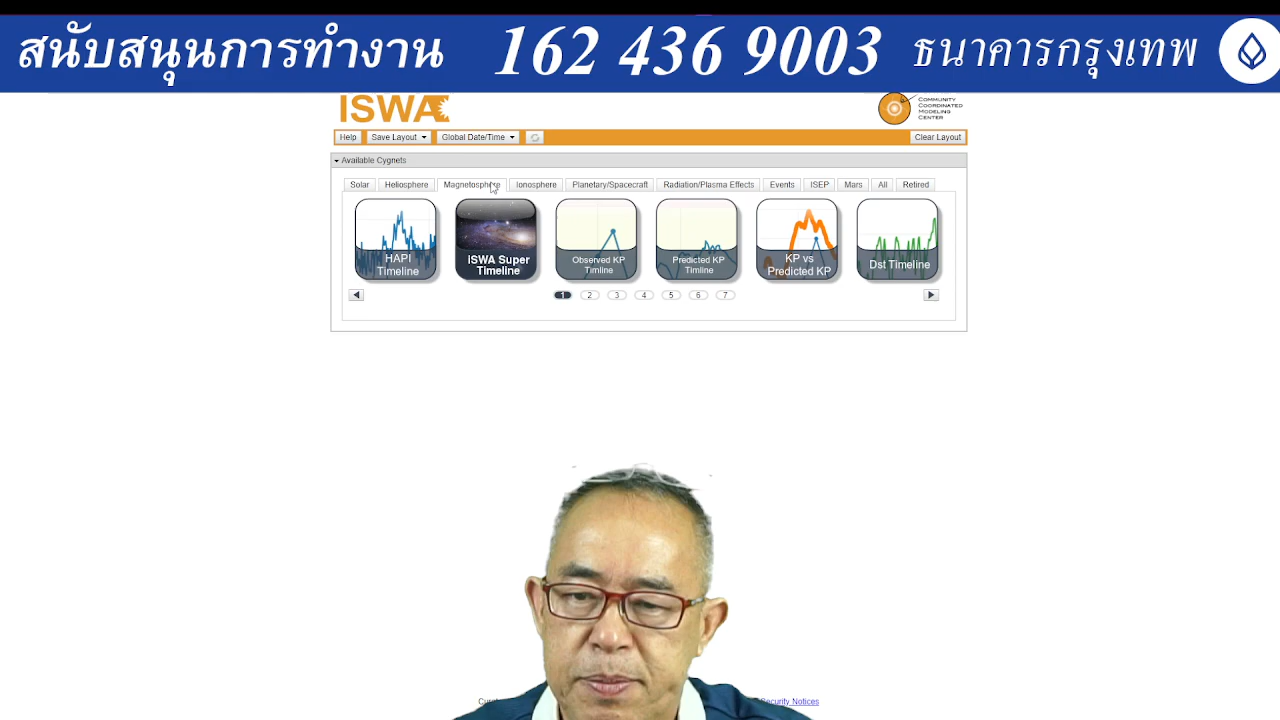 สนับสนุนการทำงาน 162 436 9003 ธนาคารกรุงเทพ
ISWA
COMMUNITY
COORDINATED
MODELING
CENTER
Help Save Layout Global Date/Time Clear Layout
Available Cygnets
Solar Heliosphere Magnetosphere Ionosphere Planetary/Spacecraft Radiation/Plasma Effects Events ISEP Mars All Retired
HAPI
Timeline
ISWA Super
Timeline
Observed KP
Timline
Predicted KP
Timline
KP vs
Predicted KP
Dst Timeline
1 2 3 4 5 6 7
Security Notices